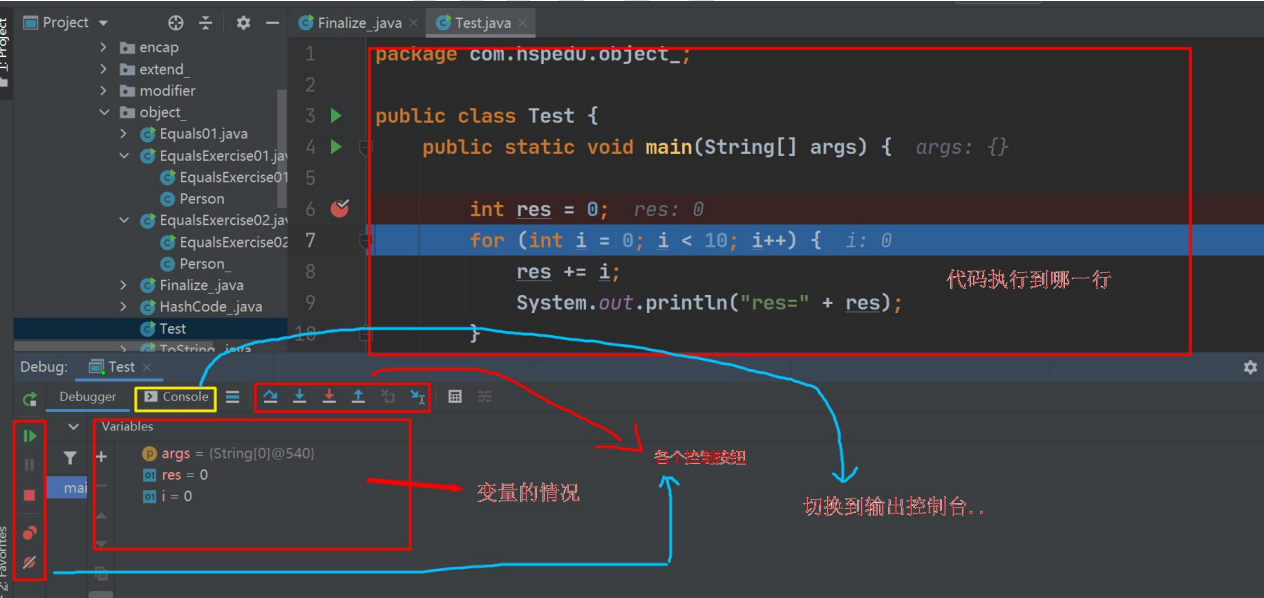 Project
Finalize_.java
Test.java
1: Project
encap
extend_
modifier
object_
Equals01.java
EqualsExercise01.jav
EqualsExercise01
Person
EqualsExercise02.jav
EqualsExercise02
Person_
Finalize_.java
HashCode_.java
Test
ToString_.java
1 package com.hspedu.object_;
2
3 public class Test {
4 public static void main(String[] args) { args: {}
5
6 int res = 0; res: 0
7 for (int i = 0; i < 10; i++) { i: 0
8 res += i;
9 System.out.println("res=" + res);
10 }
代码执行到哪一行
Debug: Test
Debugger Console
Variables
args = {String[0]@540}
res = 0
i = 0
mai
变量的情况
各个控制按钮
切换到输出控制台..
2: Favorites